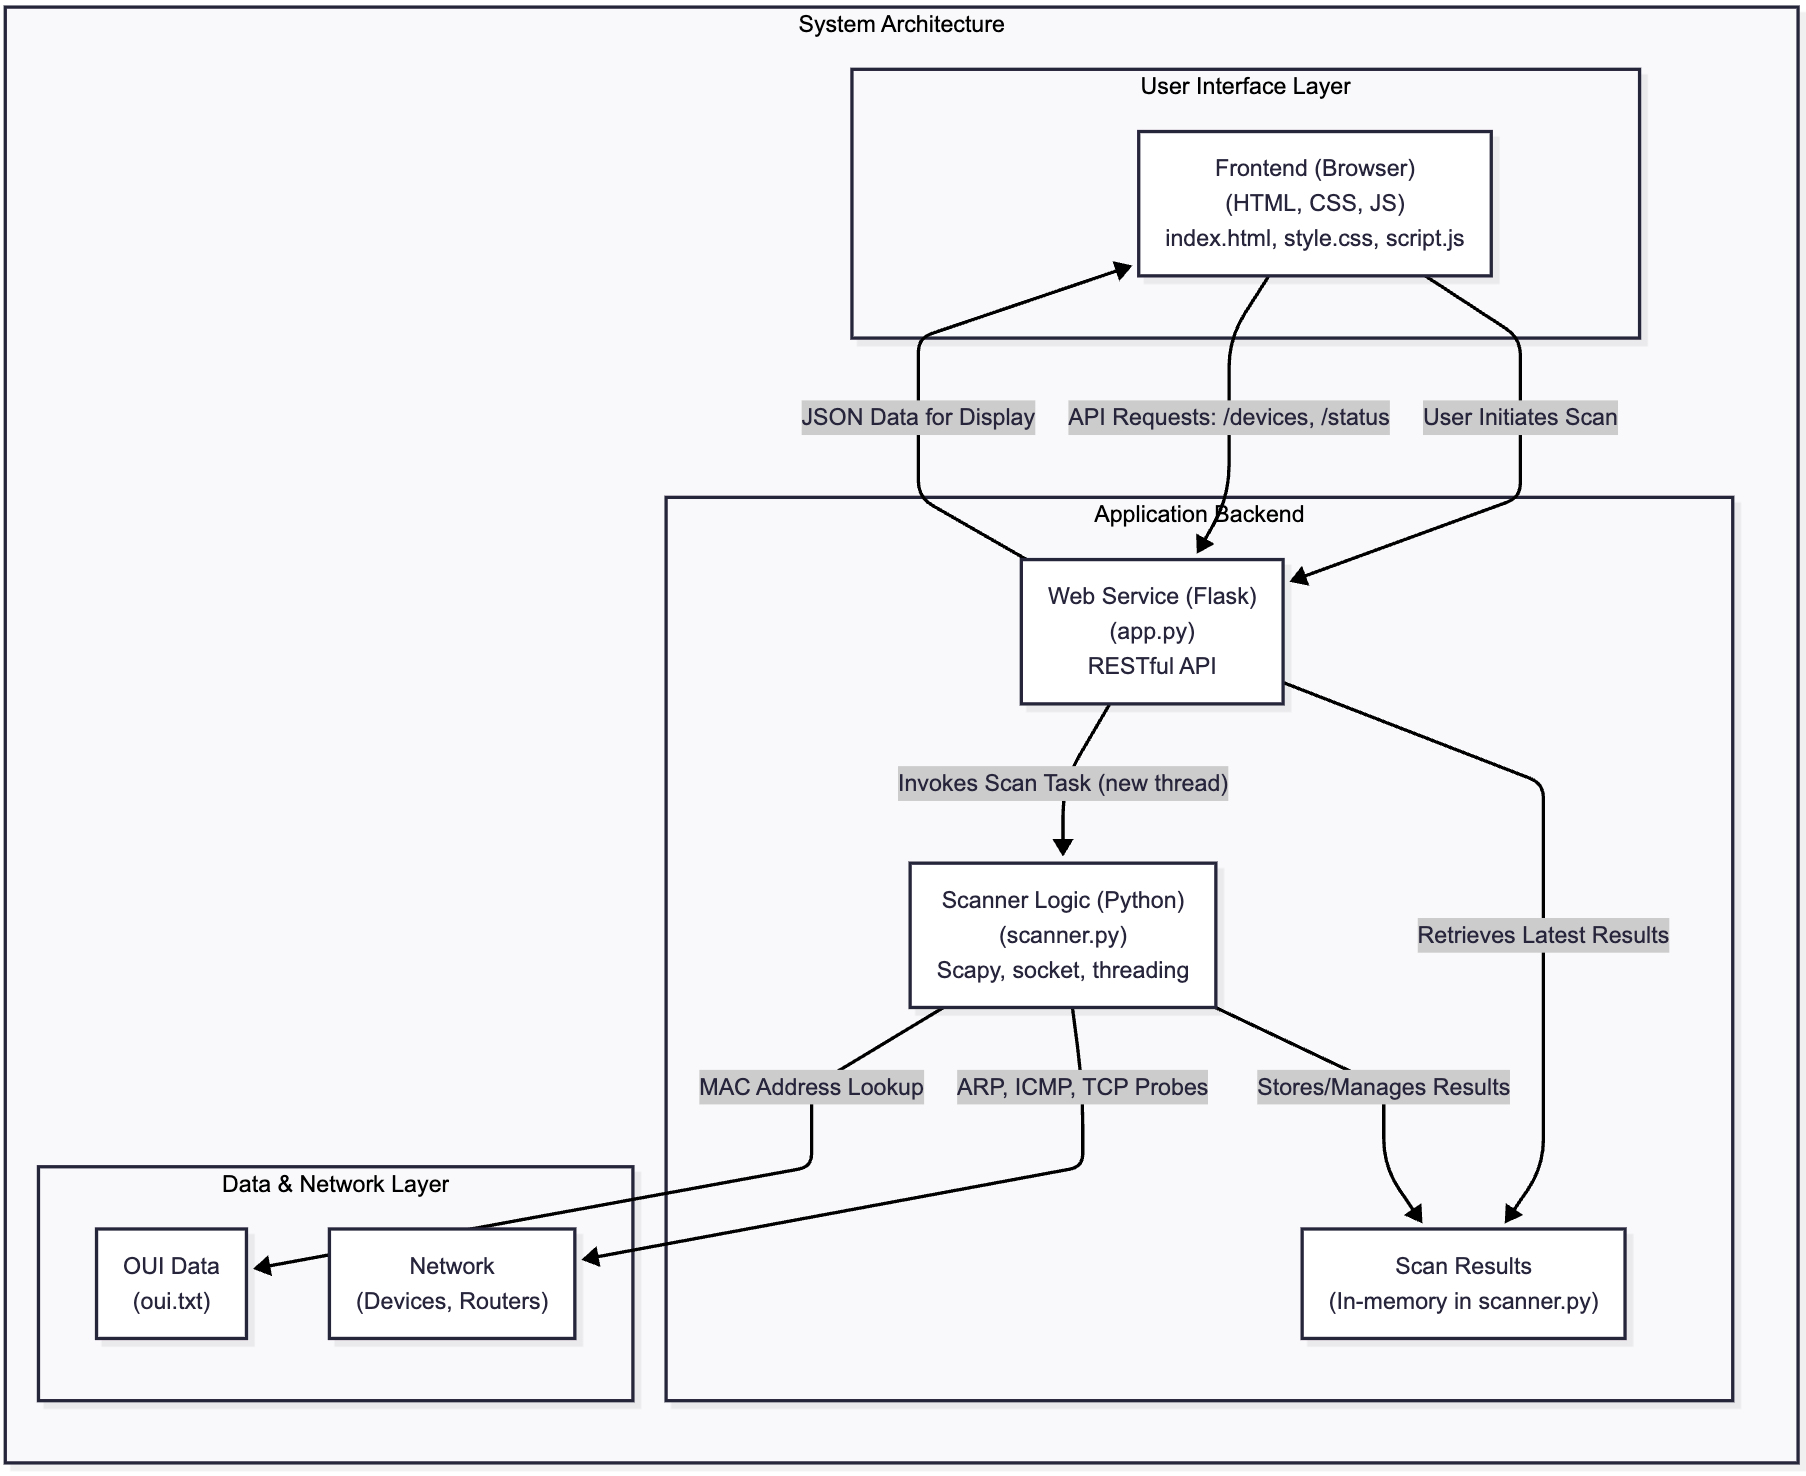 System Architecture
User Interface Layer
Frontend (Browser)
(HTML, CSS, JS)
index.html, style.css, script.js
JSON Data for Display
API Requests: /devices, /status
User Initiates Scan
Application Backend
Web Service (Flask)
(app.py)
RESTful API
Invokes Scan Task (new thread)
Scanner Logic (Python)
(scanner.py)
Scapy, socket, threading
Retrieves Latest Results
MAC Address Lookup
ARP, ICMP, TCP Probes
Stores/Manages Results
Data & Network Layer
OUI Data
(oui.txt)
Network
(Devices, Routers)
Scan Results
(In-memory in scanner.py)